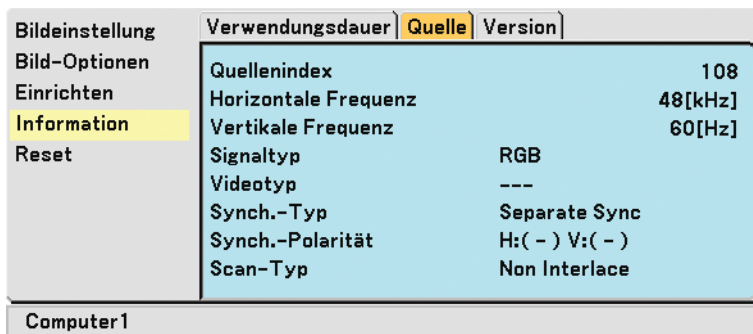 Bildeinstellung
Bild-Optionen
Einrichten
Information
Reset
Verwendungsdauer Quelle Version
Quellenindex 108
Horizontale Frequenz 48[kHz]
Vertikale Frequenz 60[Hz]
Signaltyp RGB
Videotyp ---
Synch.-Typ Separate Sync
Synch.-Polarität H:( - ) V:( - )
Scan-Typ Non Interlace
Computer1